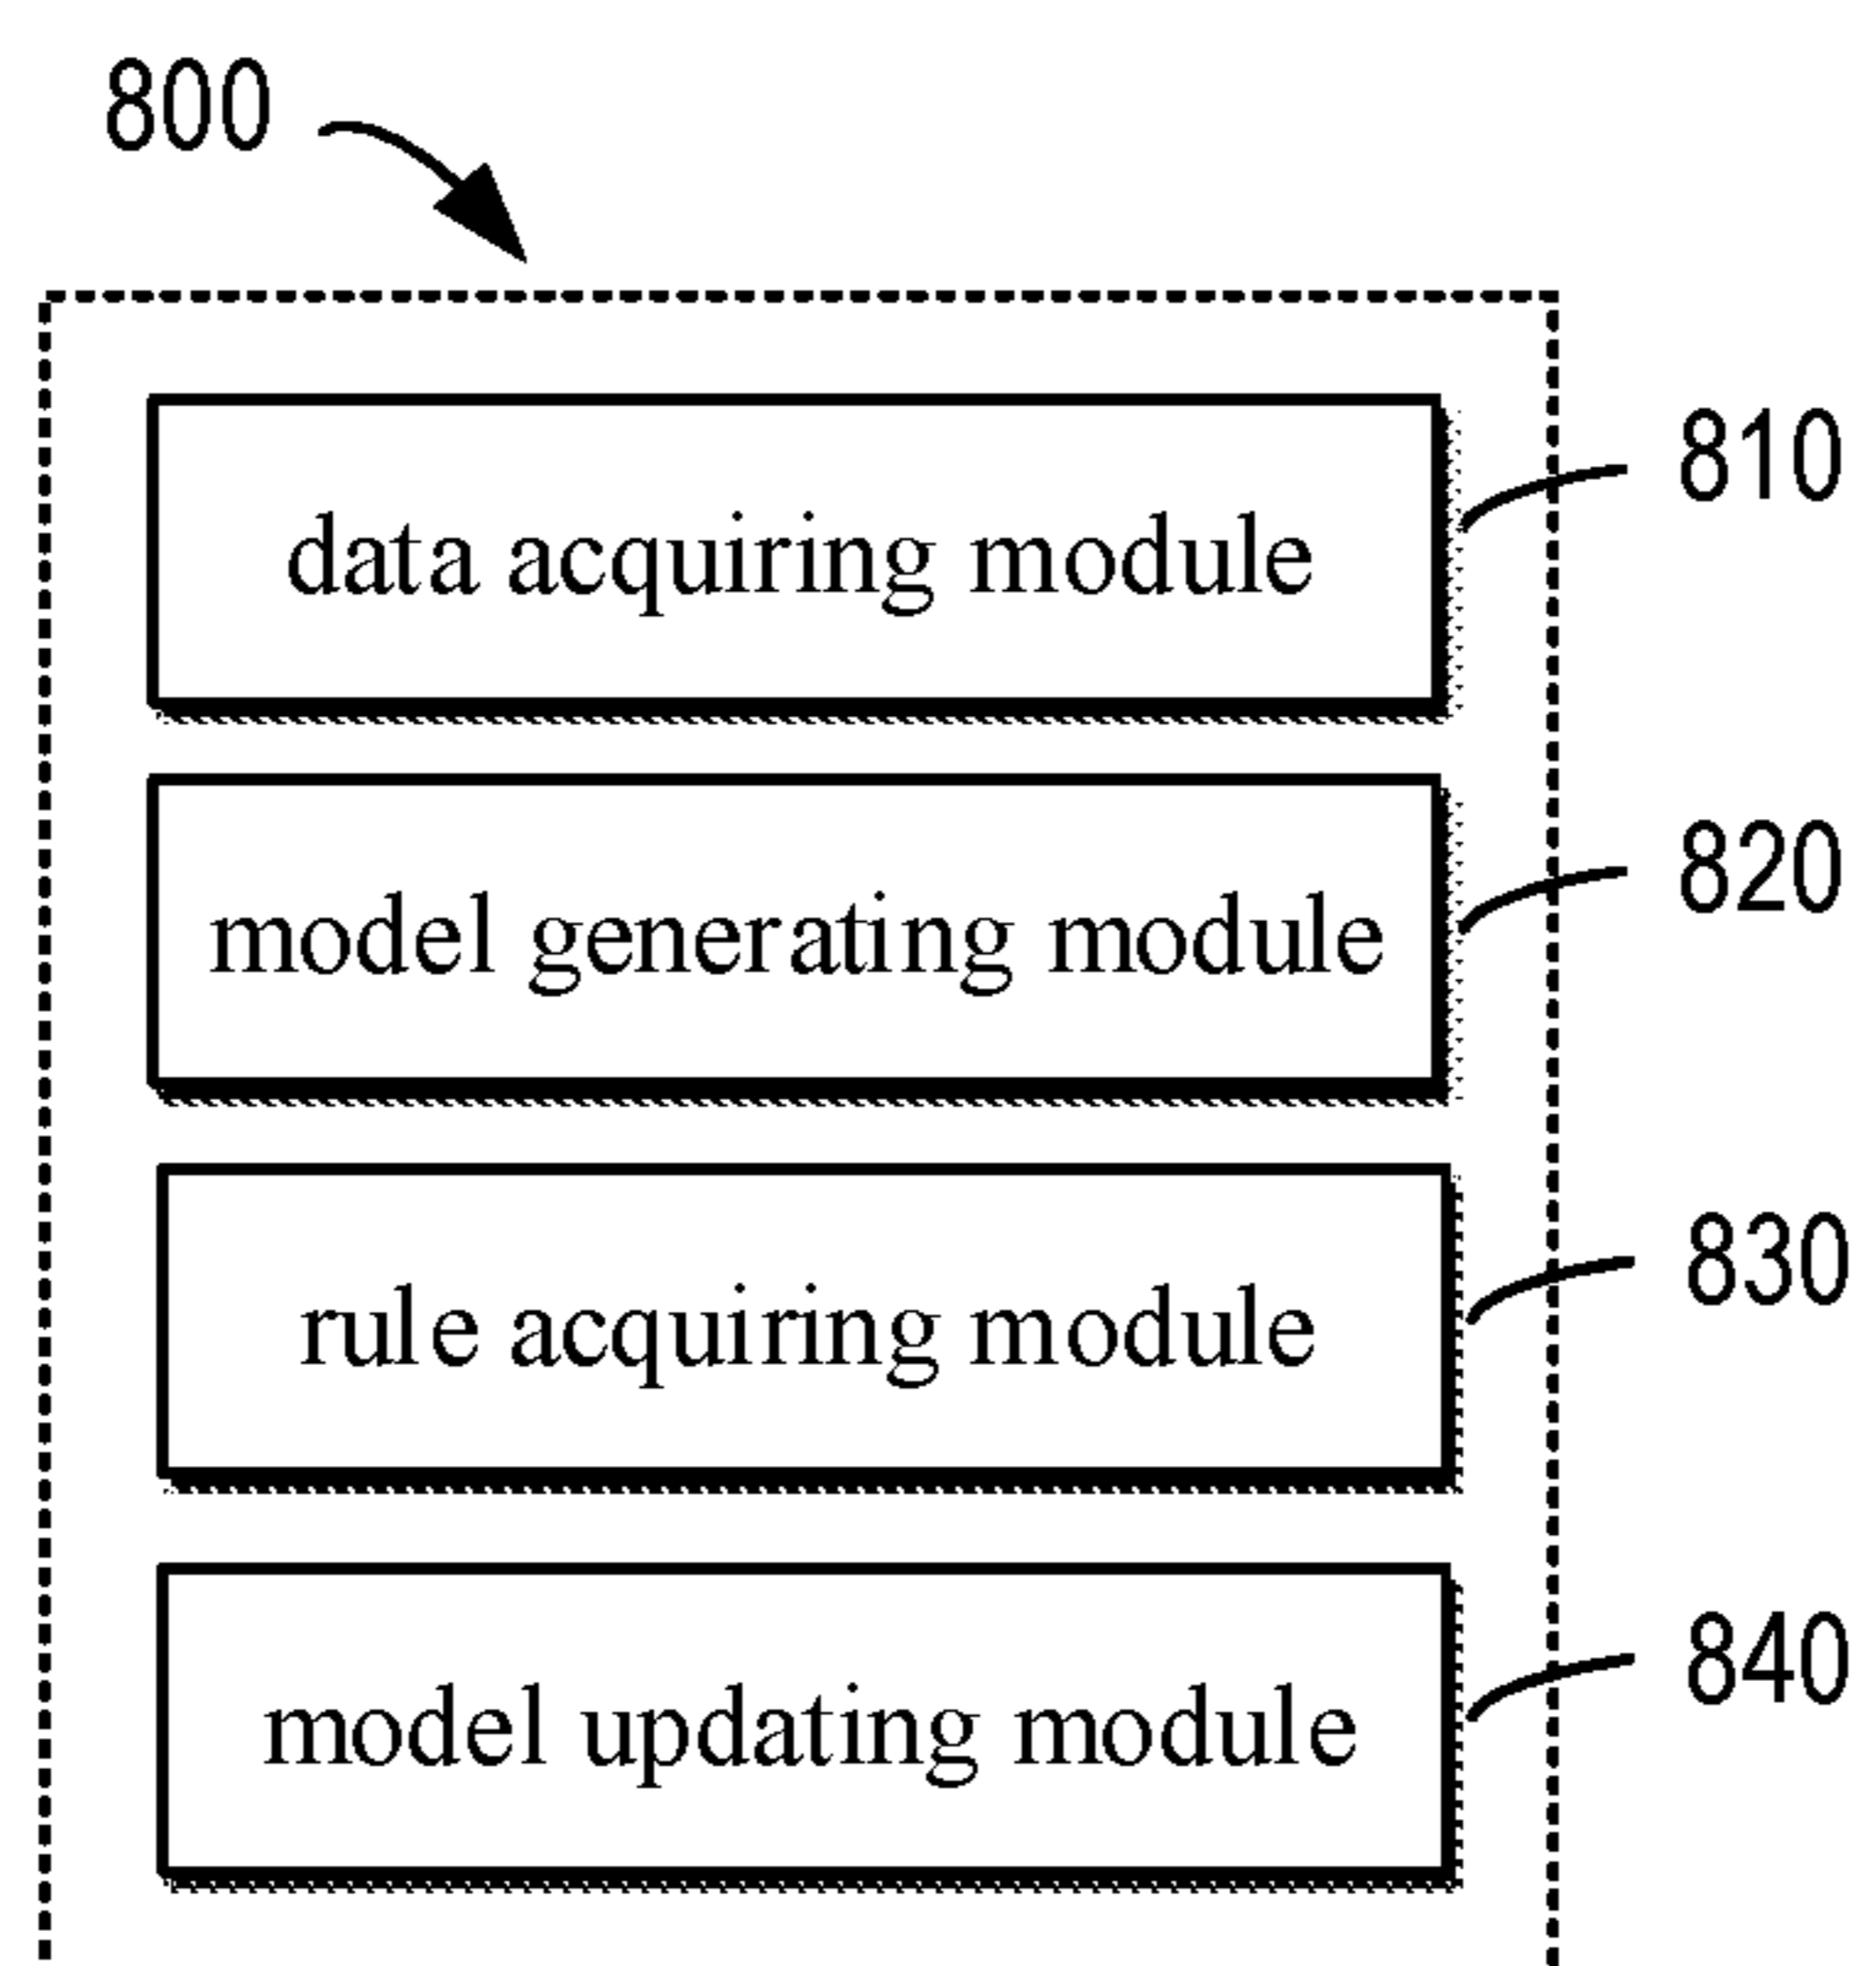 800
data acquiring module
810
model generating module
820
rule acquiring module
830
model updating module
840